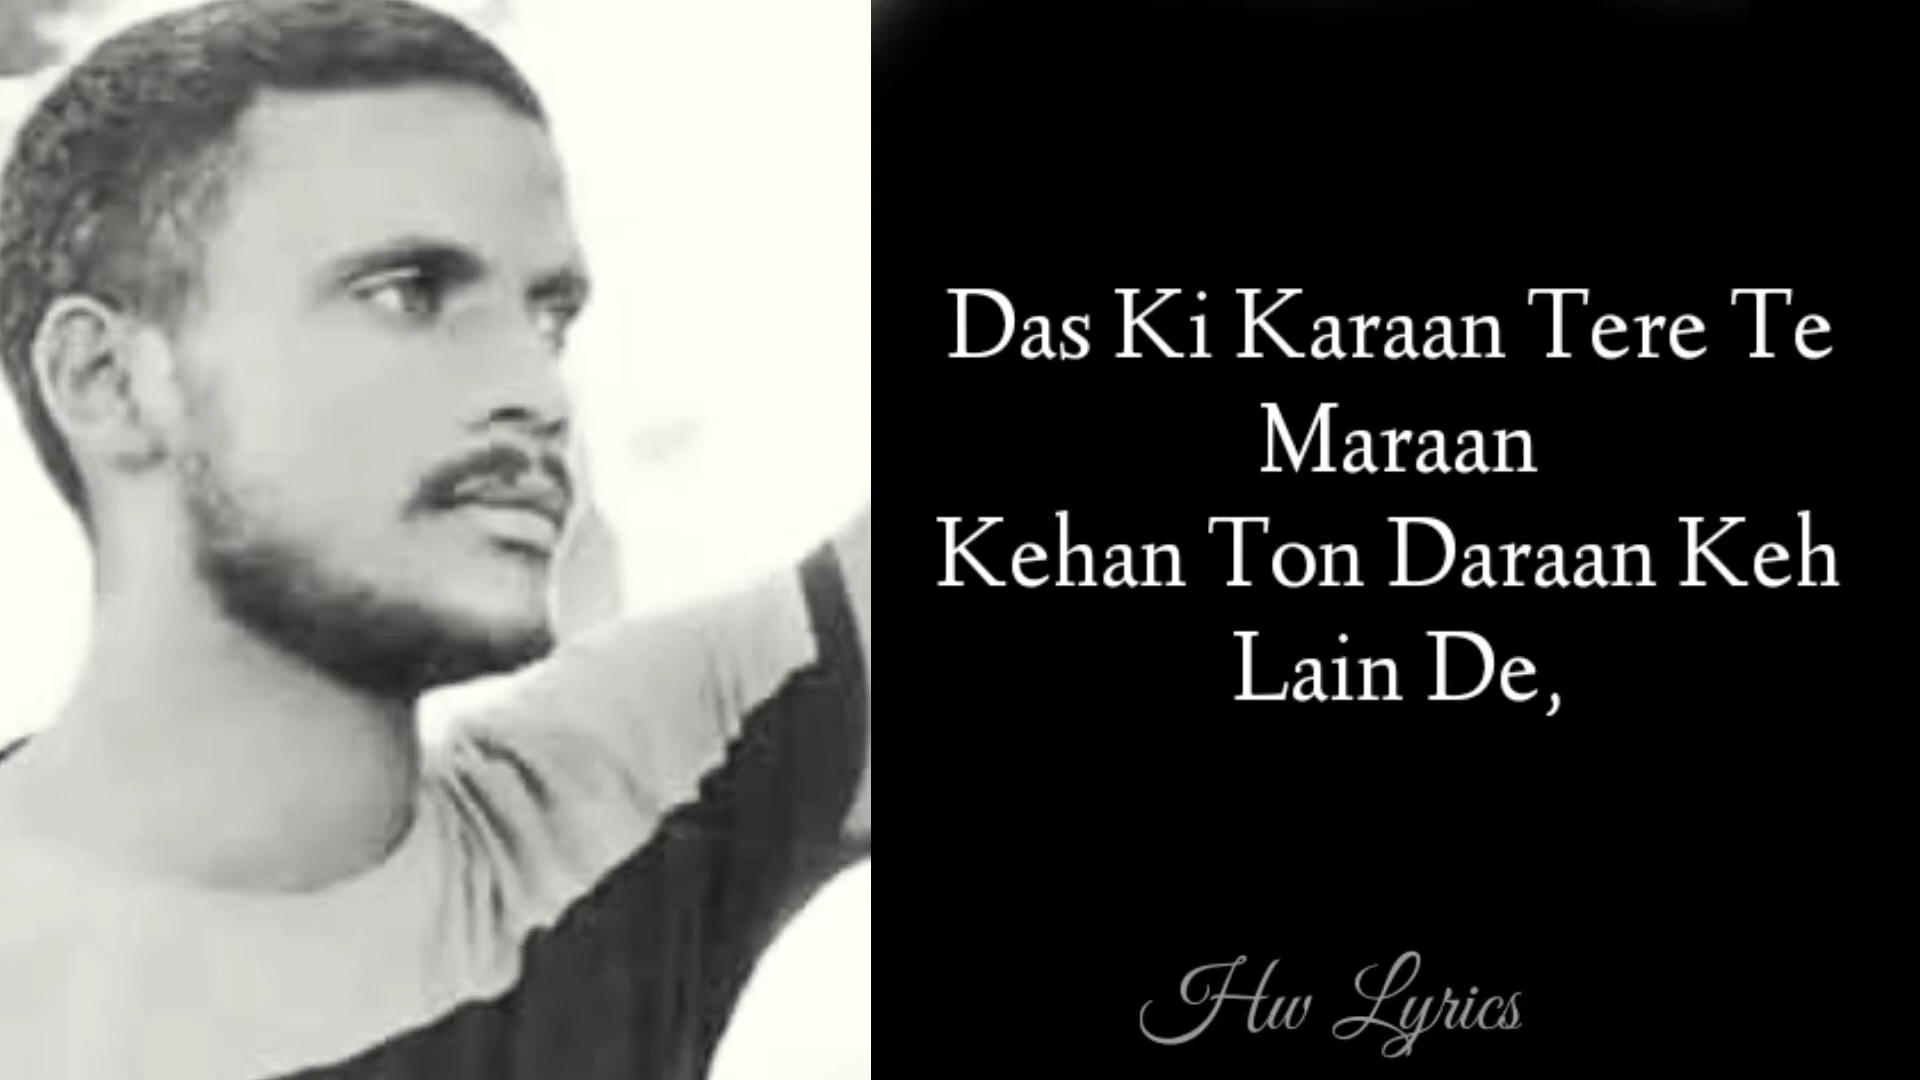 Das Ki Karaan Tere Te
Maraan
Kehan Ton Daraan Keh
Lain De,
Hw Lyrics